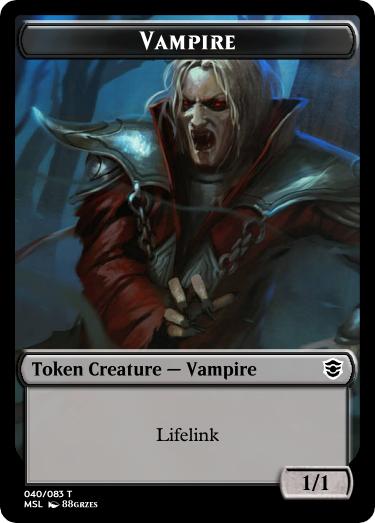 Vampire
Token Creature — Vampire
Lifelink
1/1
040/083 T
MSL 88grzes